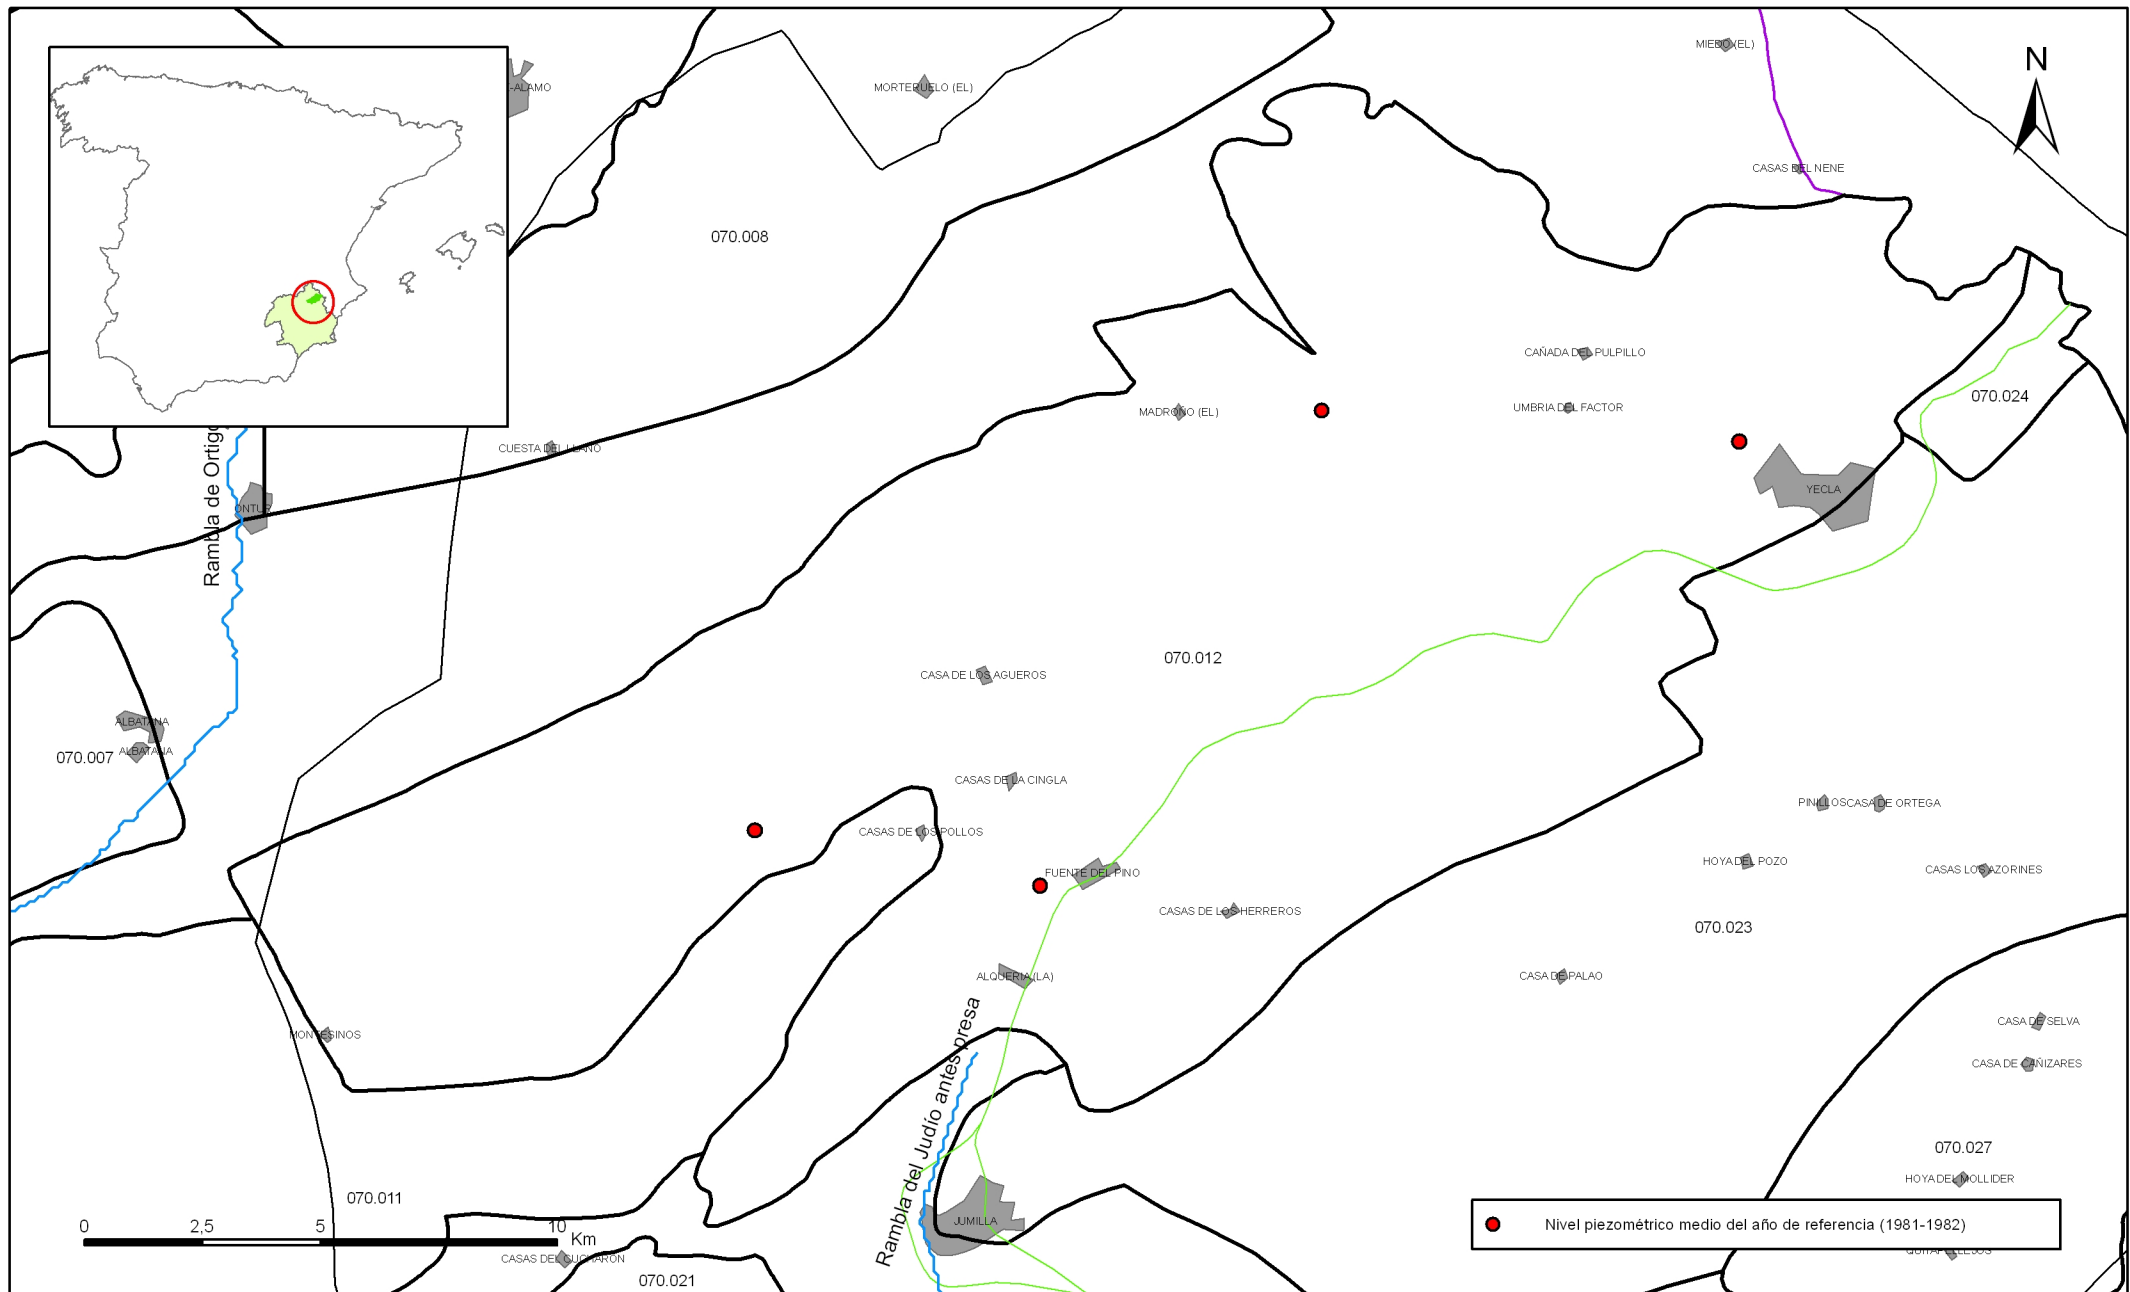 MIEDO (EL)
N
-ALAMO
MORTERUELO (EL)
CASAS DEL NENE
070.008
CAÑADA DEL PULPILLO
070.024
UMBRIA DEL FACTOR
MADROÑO (EL)
CUESTA DEL LLANO
YECLA
ONTUR
Rambla de Ortigo
070.012
CASA DE LOS AGUEROS
ALBATANA
ALBATANA
070.007
CASAS DE LA CINGLA
PINILLOS
CASA DE ORTEGA
CASAS DE LOS POLLOS
HOYA DEL POZO
CASAS LOS AZORINES
FUENTE DEL PINO
CASAS DE LOS HERREROS
070.023
CASA DE PALAO
ALQUERIA (LA)
CASA DE SELVA
MONTESINOS
CASA DE CAÑIZARES
Rambla del Judío antes presa
070.027
HOYA DEL MOLLIDER
070.011
JUMILLA
Nivel piezométrico medio del año de referencia (1981-1982)
0 2,5 5 10
Km
QUITAPELLEJOS
CASAS DEL CUCHARON
070.021